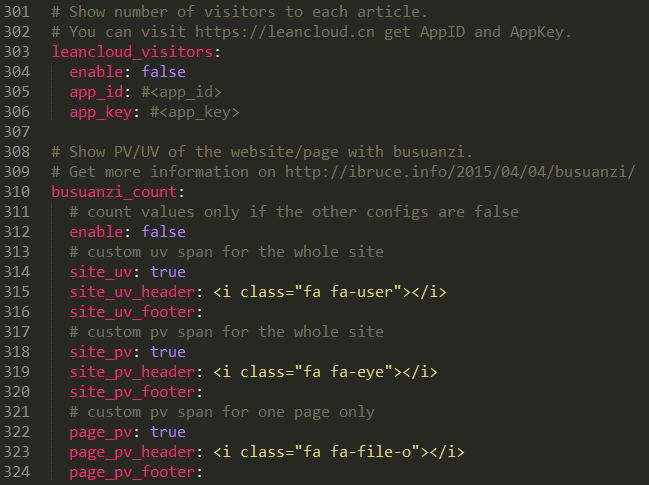 301 # Show number of visitors to each article.
302 # You can visit https://leancloud.cn get AppID and AppKey.
303 leancloud_visitors:
304   enable: false
305   app_id: #<app_id>
306   app_key: #<app_key>
307
308 # Show PV/UV of the website/page with busuanzi.
309 # Get more information on http://ibruce.info/2015/04/04/busuanzi/
310 busuanzi_count:
311   # count values only if the other configs are false
312   enable: false
313   # custom uv span for the whole site
314   site_uv: true
315   site_uv_header: <i class="fa fa-user"></i>
316   site_uv_footer:
317   # custom pv span for the whole site
318   site_pv: true
319   site_pv_header: <i class="fa fa-eye"></i>
320   site_pv_footer:
321   # custom pv span for one page only
322   page_pv: true
323   page_pv_header: <i class="fa fa-file-o"></i>
324   page_pv_footer: